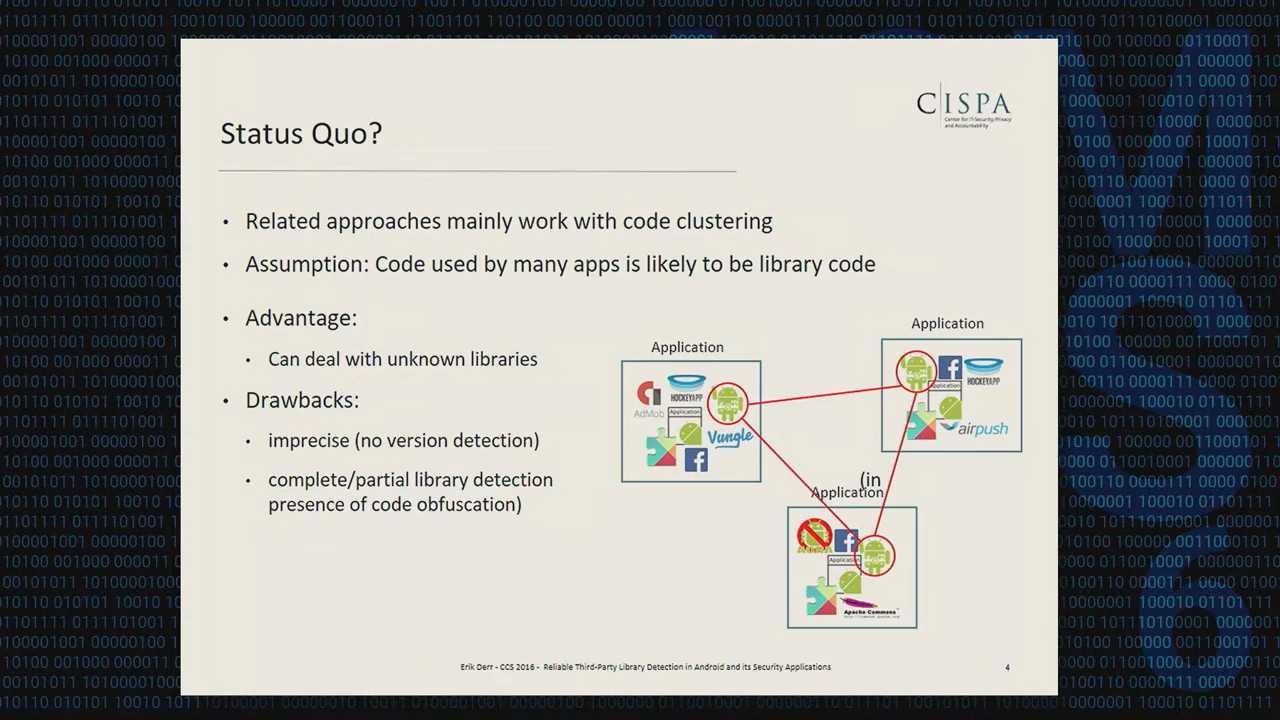 CISPA
Center for IT-Security, Privacy
and Accountability
Status Quo?
• Related approaches mainly work with code clustering
• Assumption: Code used by many apps is likely to be library code
• Advantage:
• Can deal with unknown libraries
• Drawbacks:
• imprecise (no version detection)
• complete/partial library detection (in
presence of code obfuscation)
Application
HOCKEYAPP
AdMob
Application
Vungle
Application
HOCKEYAPP
Application
airpush
Application
Application
Apache Commons
Erik Derr - CCS 2016 - Reliable Third-Party Library Detection in Android and its Security Applications
4